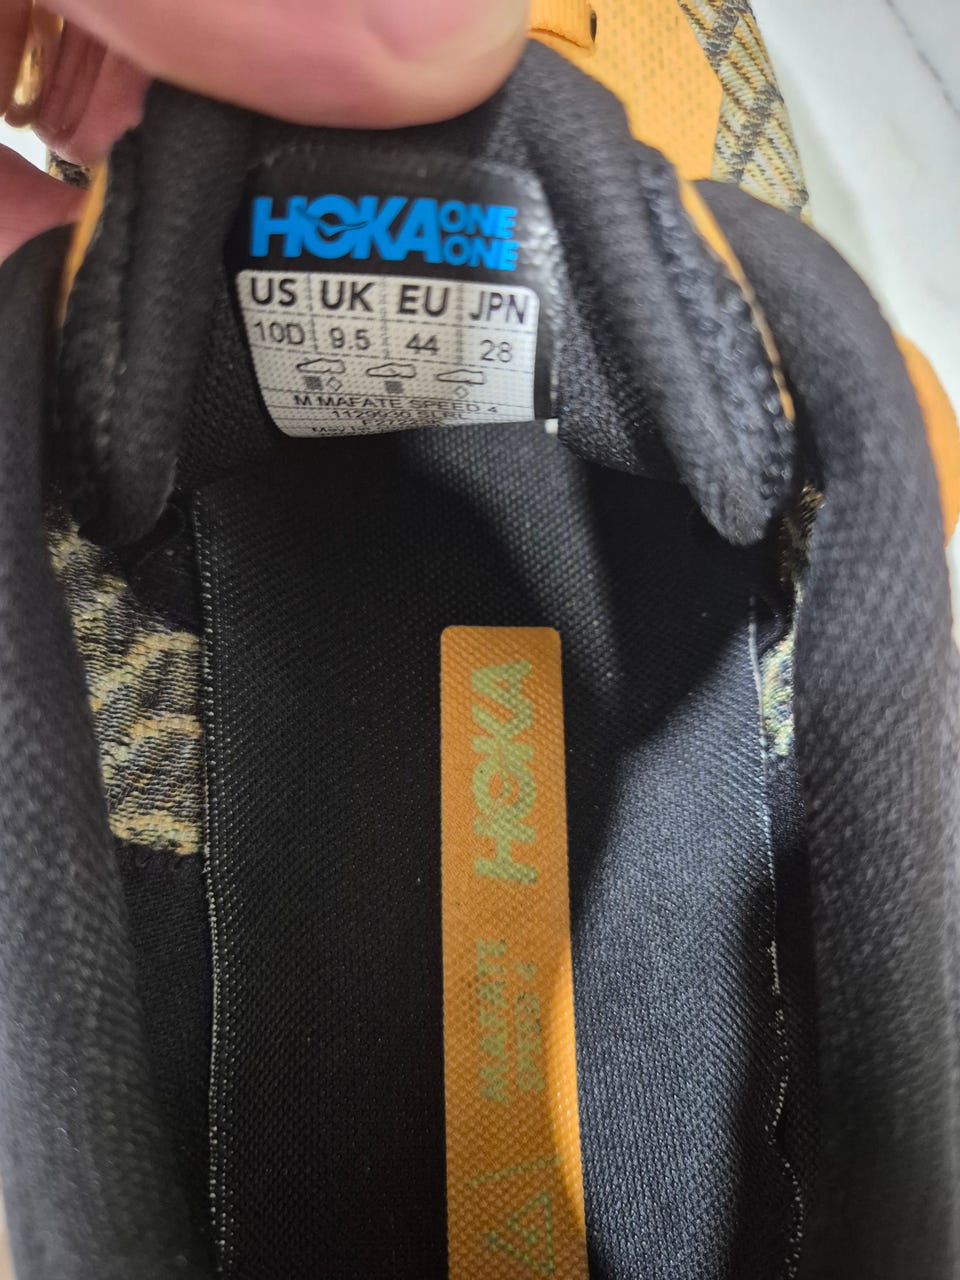 HOKA ONE ONE
US UK EU JPN
10D 9.5 44 28
M MAFATE SPEED 4
1129930
HOKA
MAFATE
SPEED 4